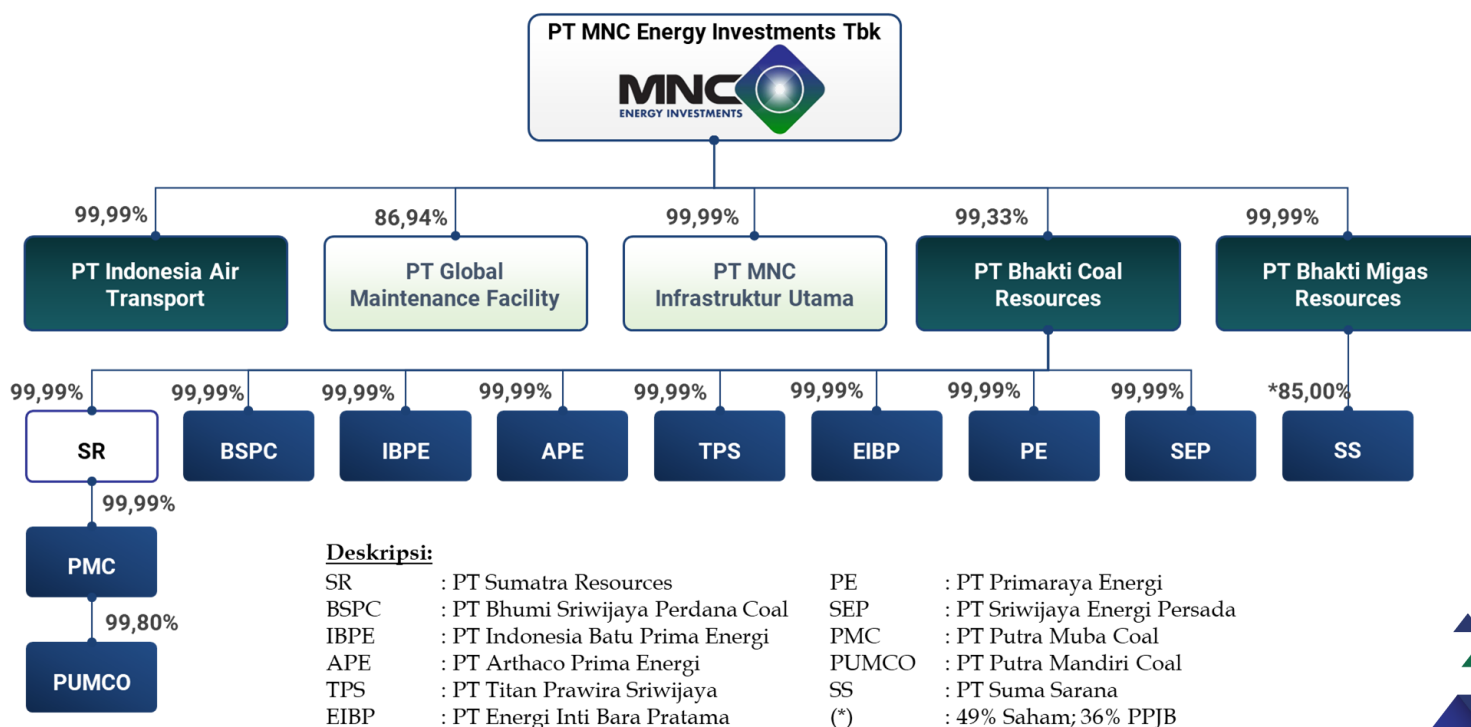 PT MNC Energy Investments Tbk
MNC
ENERGY INVESTMENTS
99,99%
86,94%
99,99%
99,33%
99,99%
PT Indonesia Air
Transport
PT Global
Maintenance Facility
PT MNC
Infrastruktur Utama
PT Bhakti Coal
Resources
PT Bhakti Migas
Resources
99,99%
99,99%
99,99%
99,99%
99,99%
99,99%
99,99%
99,99%
*85,00%
SR
BSPC
IBPE
APE
TPS
EIBP
PE
SEP
SS
99,99%
PMC
99,80%
PUMCO
Deskripsi:
SR : PT Sumatra Resources
BSPC : PT Bhumi Sriwijaya Perdana Coal
IBPE : PT Indonesia Batu Prima Energi
APE : PT Arthaco Prima Energi
TPS : PT Titan Prawira Sriwijaya
EIBP : PT Energi Inti Bara Pratama
PE : PT Primaraya Energi
SEP : PT Sriwijaya Energi Persada
PMC : PT Putra Muba Coal
PUMCO : PT Putra Mandiri Coal
SS : PT Suma Sarana
(*) : 49% Saham; 36% PPJB